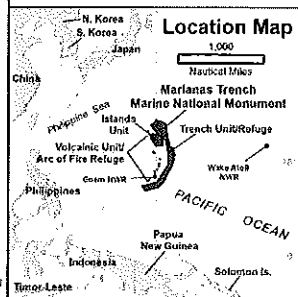 N. Korea
Location Map
S. Korea
Japan
1,000
Nautical Miles
China
Marianas Trench
Marine National Monument
Philippine Sea
Islands
Unit
Trench Unit/Refuge
Volcanic Unit/
Arc of Fire Refuge
Guam NWR
Wake Atoll
NWR
Philippines
PACIFIC OCEAN
Papua
New Guinea
Indonesia
Solomon Is.
Timor-Leste